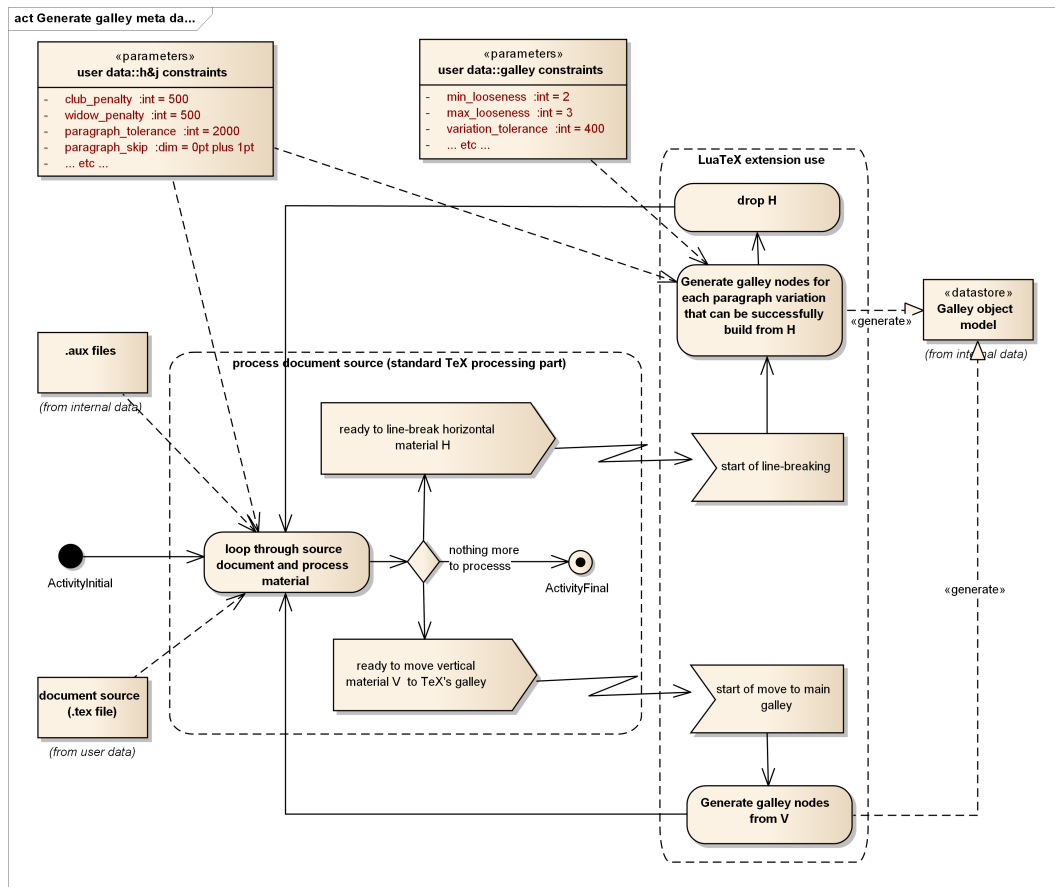 act Generate galley meta da...
«parameters»
user data::h&j constraints
- club_penalty :int = 500
- widow_penalty :int = 500
- paragraph_tolerance :int = 2000
- paragraph_skip :dim = 0pt plus 1pt
- ... etc ...
«parameters»
user data::galley constraints
- min_looseness :int = 2
- max_looseness :int = 3
- variation_tolerance :int = 400
- ... etc ...
LuaTeX extension use
drop H
Generate galley nodes for
each paragraph variation
that can be successfully
build from H
«generate»
«datastore»
Galley object
model
(from internal data)
.aux files
(from internal data)
process document source (standard TeX processing part)
ready to line-break horizontal
material H
start of line-breaking
loop through source
document and process
material
nothing more
to processs
ActivityInitial
ActivityFinal
«generate»
ready to move vertical
material V to TeX's galley
start of move to main
galley
document source
(.tex file)
(from user data)
Generate galley nodes
from V